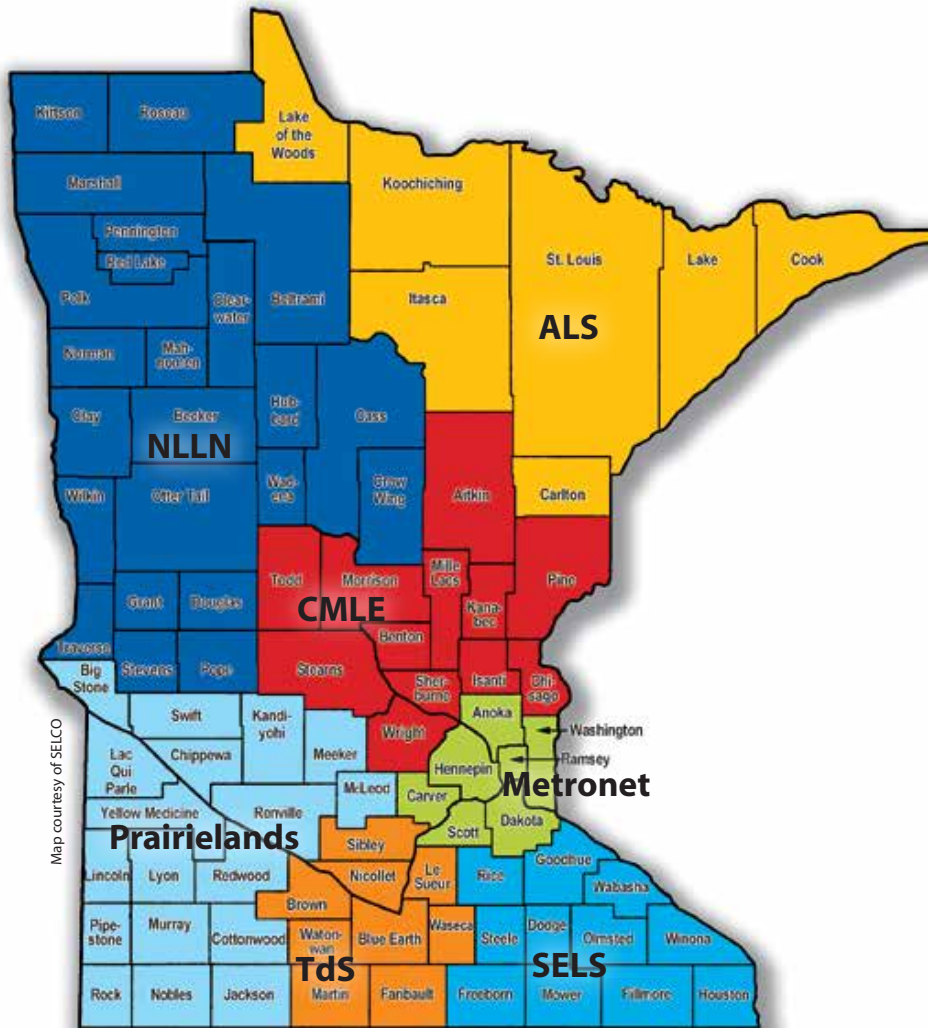 Kittson
Roseau
Lake
of the
Woods
Koochiching
Marshall
Pennington
Red Lake
St. Louis
Lake
Cook
Polk
Clear-
water
Beltrami
Itasca
ALS
Norman
Mah-
nomen
Clay
Becker
Hub-
bard
Cass
NLLN
Wilkin
Otter Tail
Wad-
ena
Crow
Wing
Aitkin
Carlton
Todd
Morrison
Mille
Lacs
Pine
Grant
Douglas
CMLE
Kana-
bec
Benton
Traverse
Big
Stone
Stevens
Pope
Stearns
Sher-
burne
Isanti
Chi-
sago
Swift
Kandi-
yohi
Anoka
Washington
Wright
Lac
Qui
Parle
Chippewa
Meeker
Hennepin
Ramsey
Metronet
McLeod
Carver
Yellow Medicine
Renville
Dakota
Scott
Prairielands
Sibley
Lincoln
Lyon
Redwood
Nicollet
Le
Sueur
Rice
Goodhue
Wabasha
Brown
Pipe-
stone
Murray
Cottonwood
Waton-
wan
Blue Earth
Waseca
Steele
Dodge
Olmsted
Winona
TdS
SELS
Rock
Nobles
Jackson
Martin
Faribault
Freeborn
Mower
Fillmore
Houston
Map courtesy of SELCO